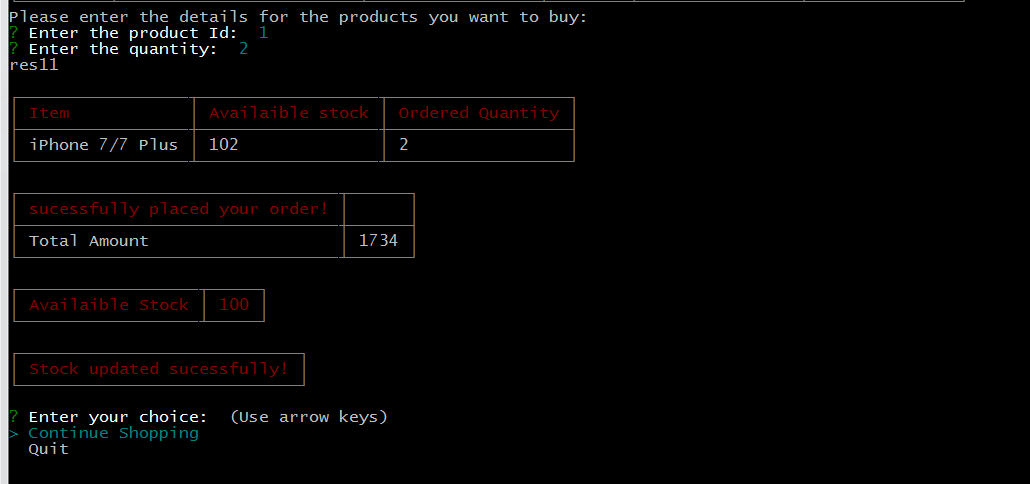 Please enter the details for the products you want to buy:
? Enter the product Id:  1
? Enter the quantity:  2
res11
Item Availaible stock Ordered Quantity
iPhone 7/7 Plus 102 2
sucessfully placed your order!
Total Amount 1734
Availaible Stock 100
Stock updated sucessfully!
? Enter your choice:  (Use arrow keys)
> Continue Shopping
Quit